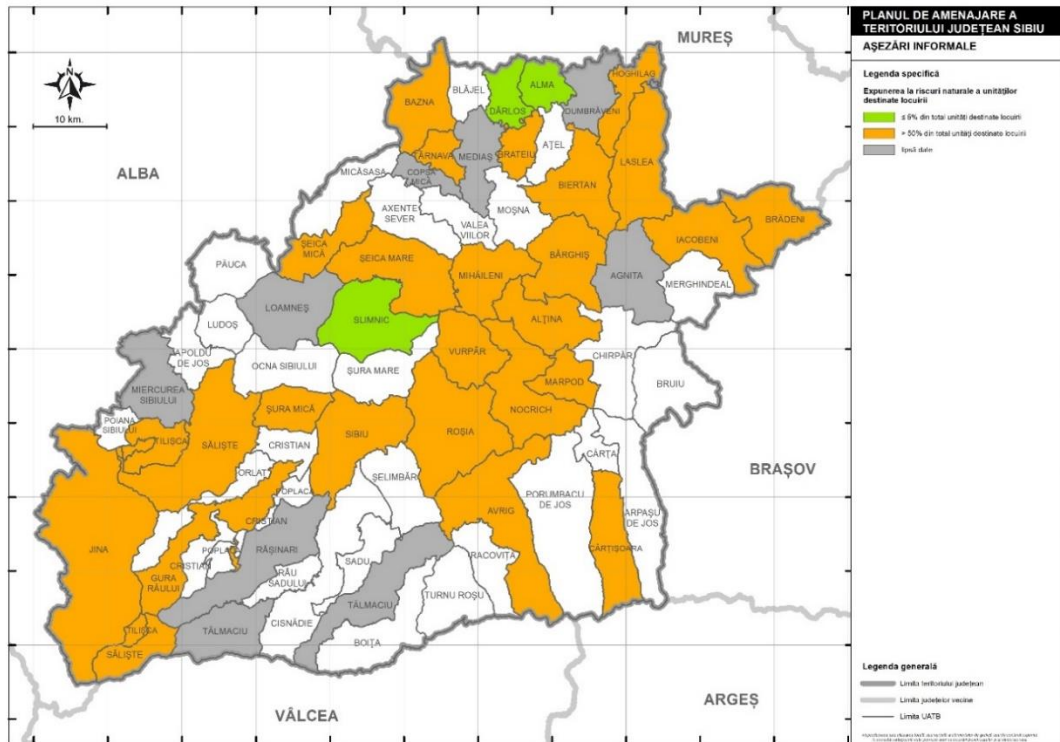 PLANUL DE AMENAJARE A
TERITORIULUI JUDEȚEAN SIBIU
AȘEZĂRI INFORMALE
Legenda specifică
Expunerea la riscuri naturale a unităților
destinate locuirii
≤ 5% din total unități destinate locuirii
> 50% din total unități destinate locuirii
lipsă date
N
10 km.
MUREȘ
ALBA
BRAȘOV
ARGEȘ
VÂLCEA
BAZNA
BLĂJEL
DÂRLOS
ALMA
DUMBRĂVENI
HOGHILAG
TÂRNAVA
MEDIAȘ
BRATEIU
AȚEL
LASLEA
MICĂSASA
COPȘA
MICĂ
BIERTAN
AXENTE
SEVER
VALEA
VIILOR
MOȘNA
BRĂDENI
IACOBENI
ȘEICA
MICĂ
ȘEICA MARE
MIHĂILENI
BÂRGHIȘ
AGNITA
MERGHINDEAL
PĂUCA
LOAMNEȘ
SLIMNIC
ALȚINA
LUDOȘ
APOLDU
DE JOS
OCNA SIBIULUI
ȘURA MARE
VURPĂR
CHIRPĂR
BRUIU
MIERCUREA
SIBIULUI
MARPOD
NOCRICH
POIANA
SIBIULUI
TILIȘCA
SĂLIȘTE
ȘURA MICĂ
SIBIU
ROȘIA
CRISTIAN
ORLAT
POPLACA
ȘELIMBĂR
CÂRȚA
PORUMBACU
DE JOS
ARPAȘU
DE JOS
CRISTIAN
AVRIG
CÂRȚIȘOARA
JINA
RĂȘINARI
CRISTIAN
GURA
RÂULUI
RÂU
SADULUI
SADU
RACOVIȚA
TĂLMACIU
TURNU ROȘU
TILIȘCA
SĂLIȘTE
TĂLMACIU
CISNĂDIE
BOIȚA
Legenda generală
Limita teritoriului județean
Limita județelor vecine
Limita UATB